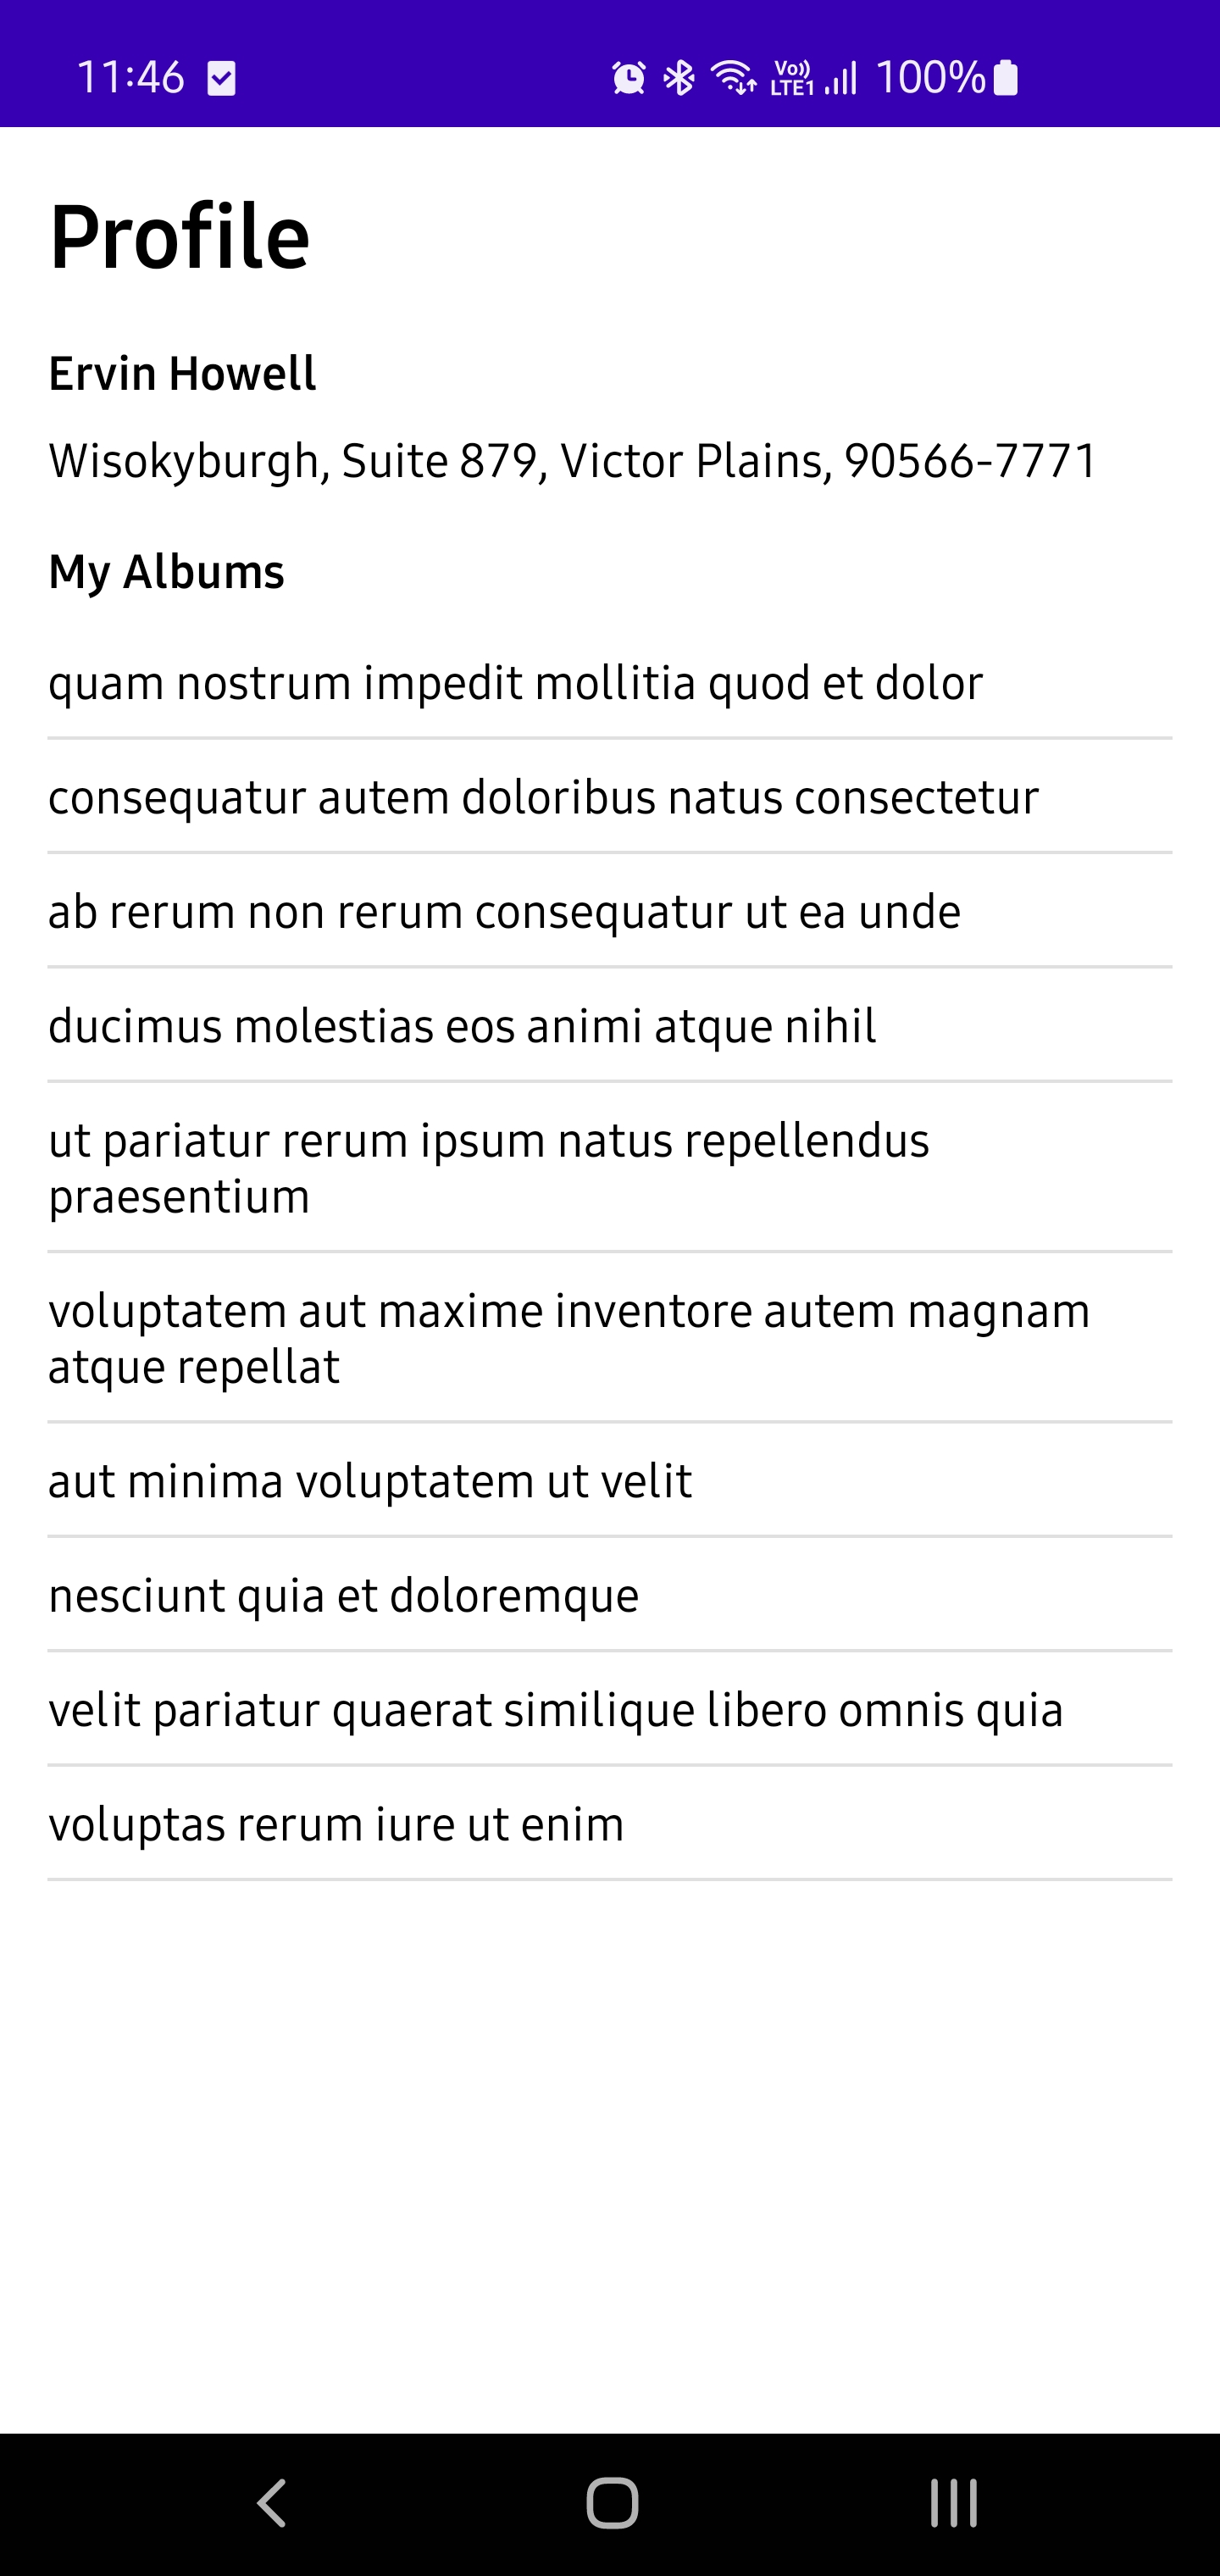 11:46
Vo)) LTE1 100%
Profile
Ervin Howell
Wisokyburgh, Suite 879, Victor Plains, 90566-7771
My Albums
quam nostrum impedit mollitia quod et dolor
consequatur autem doloribus natus consectetur
ab rerum non rerum consequatur ut ea unde
ducimus molestias eos animi atque nihil
ut pariatur rerum ipsum natus repellendus
praesentium
voluptatem aut maxime inventore autem magnam
atque repellat
aut minima voluptatem ut velit
nesciunt quia et doloremque
velit pariatur quaerat similique libero omnis quia
voluptas rerum iure ut enim